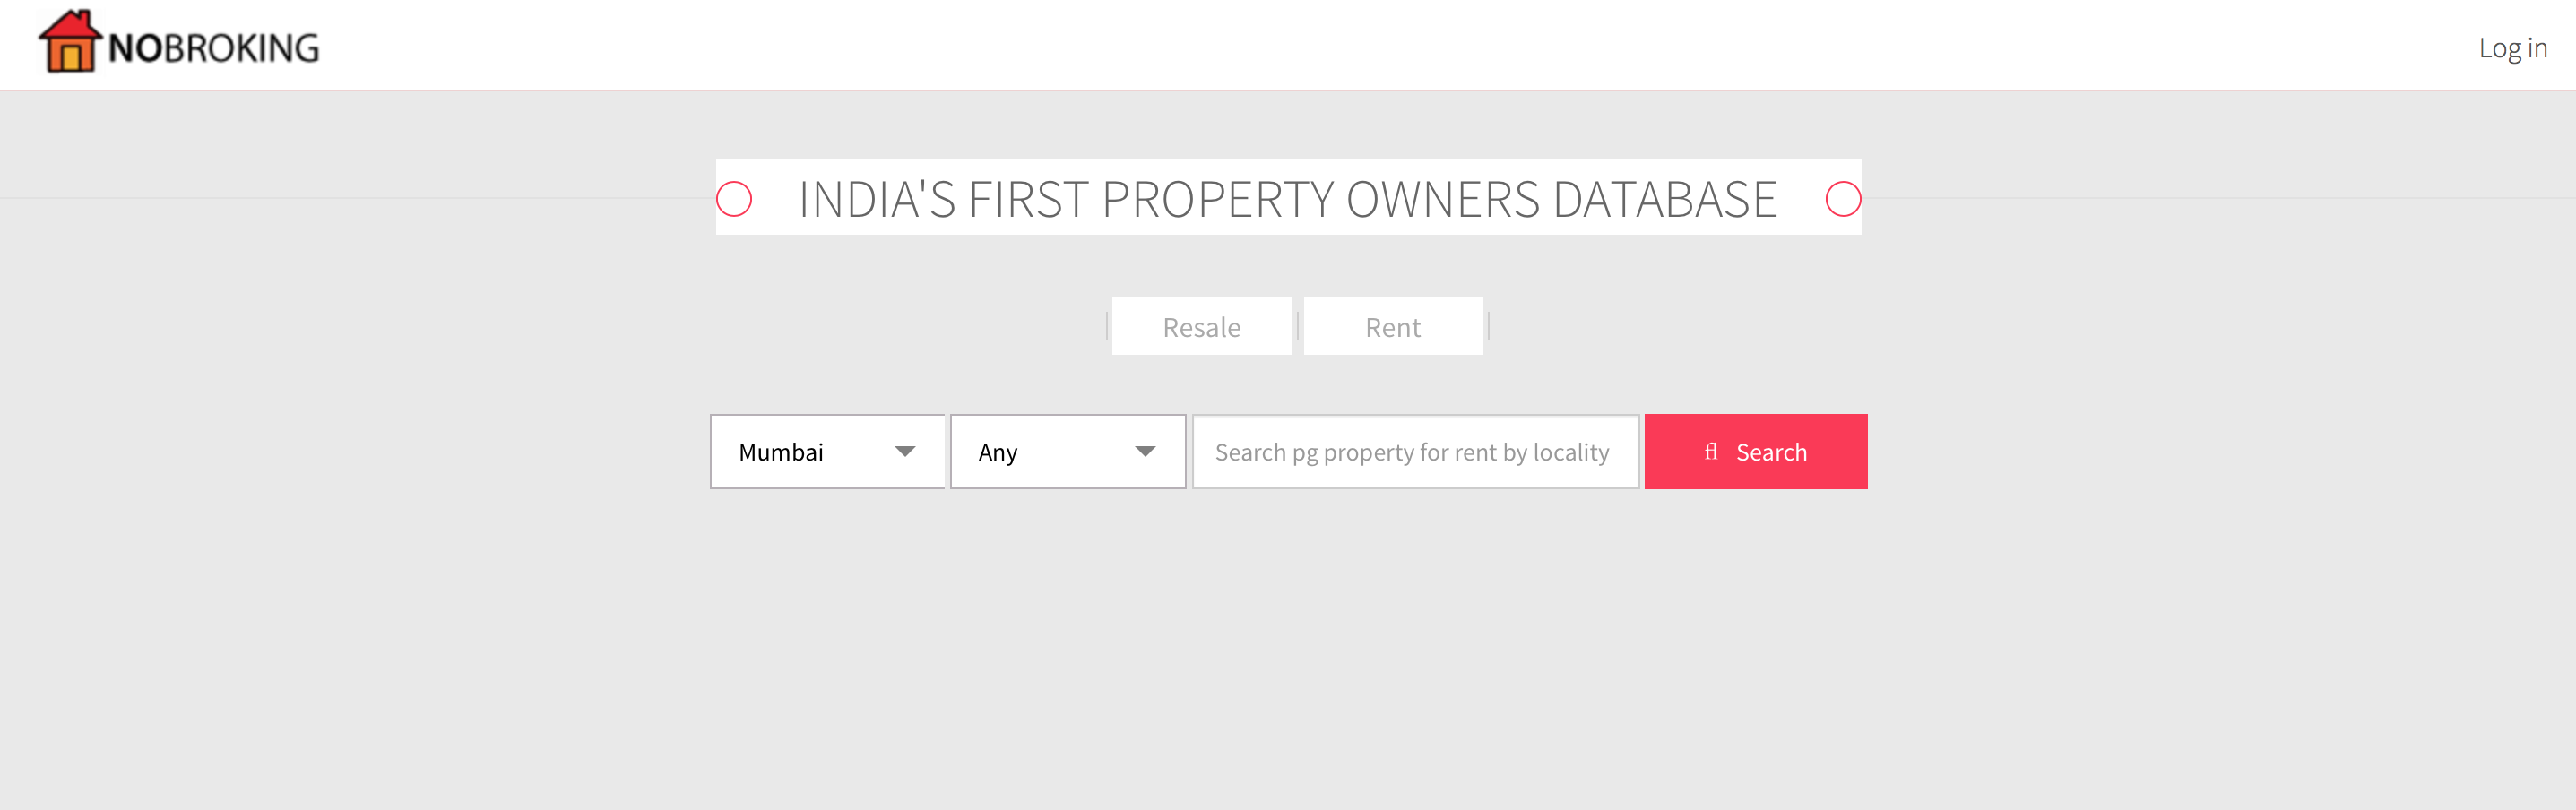 NOBROKING
Log in
INDIA'S FIRST PROPERTY OWNERS DATABASE
Resale
Rent
Mumbai
Any
Search pg property for rent by locality
ﬂ Search